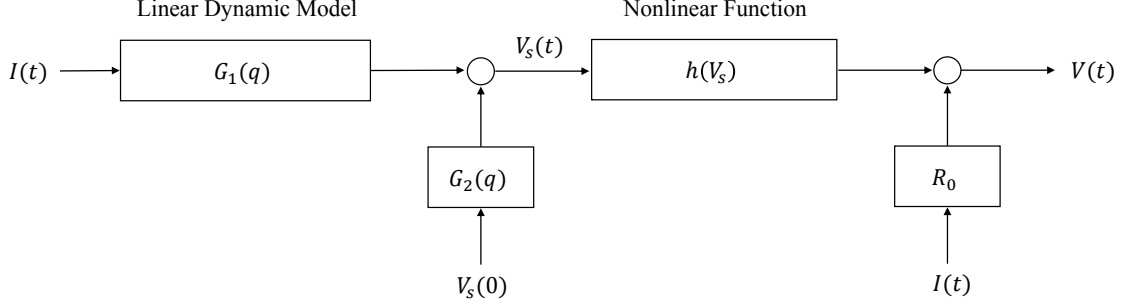 Linear Dynamic Model
Nonlinear Function
I(t)
G₁(q)
Vₛ(t)
h(Vₛ)
V(t)
G₂(q)
R₀
Vₛ(0)
I(t)